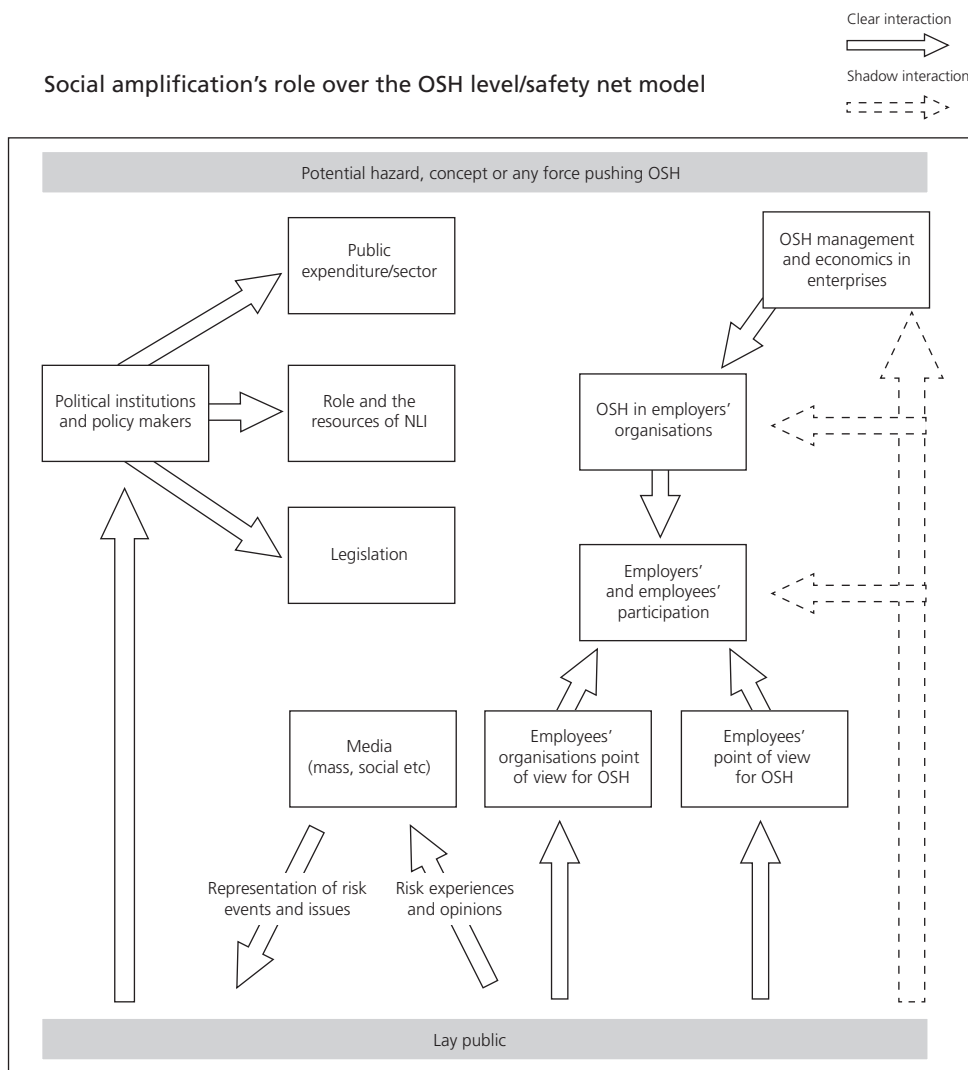 Clear interaction
Social amplification's role over the OSH level/safety net model
Shadow interaction
Potential hazard, concept or any force pushing OSH
Public
expenditure/sector
OSH management
and economics in
enterprises
Political institutions
and policy makers
Role and the
resources of NLI
OSH in employers'
organisations
Legislation
Employers'
and employees'
participation
Media
(mass, social etc)
Employees'
organisations point
of view for OSH
Employees'
point of view
for OSH
Representation of risk
events and issues
Risk experiences
and opinions
Lay public